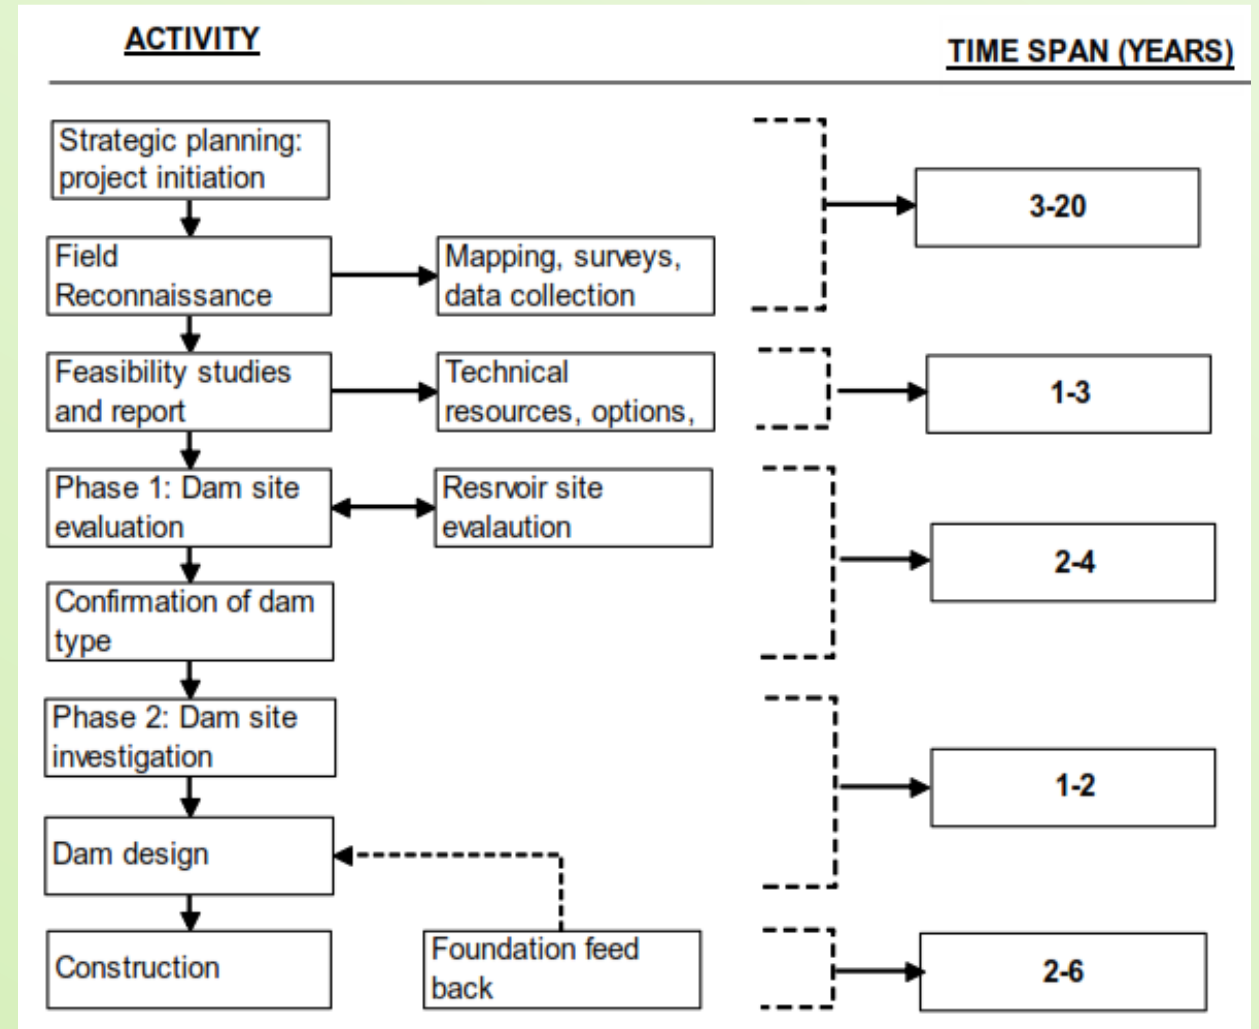 ACTIVITY
TIME SPAN (YEARS)
Strategic planning:
project initiation
3-20
Field
Reconnaissance
Mapping, surveys,
data collection
Feasibility studies
and report
Technical
resources, options,
1-3
Phase 1: Dam site
evaluation
Resrvoir site
evalaution
2-4
Confirmation of dam
type
Phase 2: Dam site
investigation
1-2
Dam design
Construction
Foundation feed
back
2-6